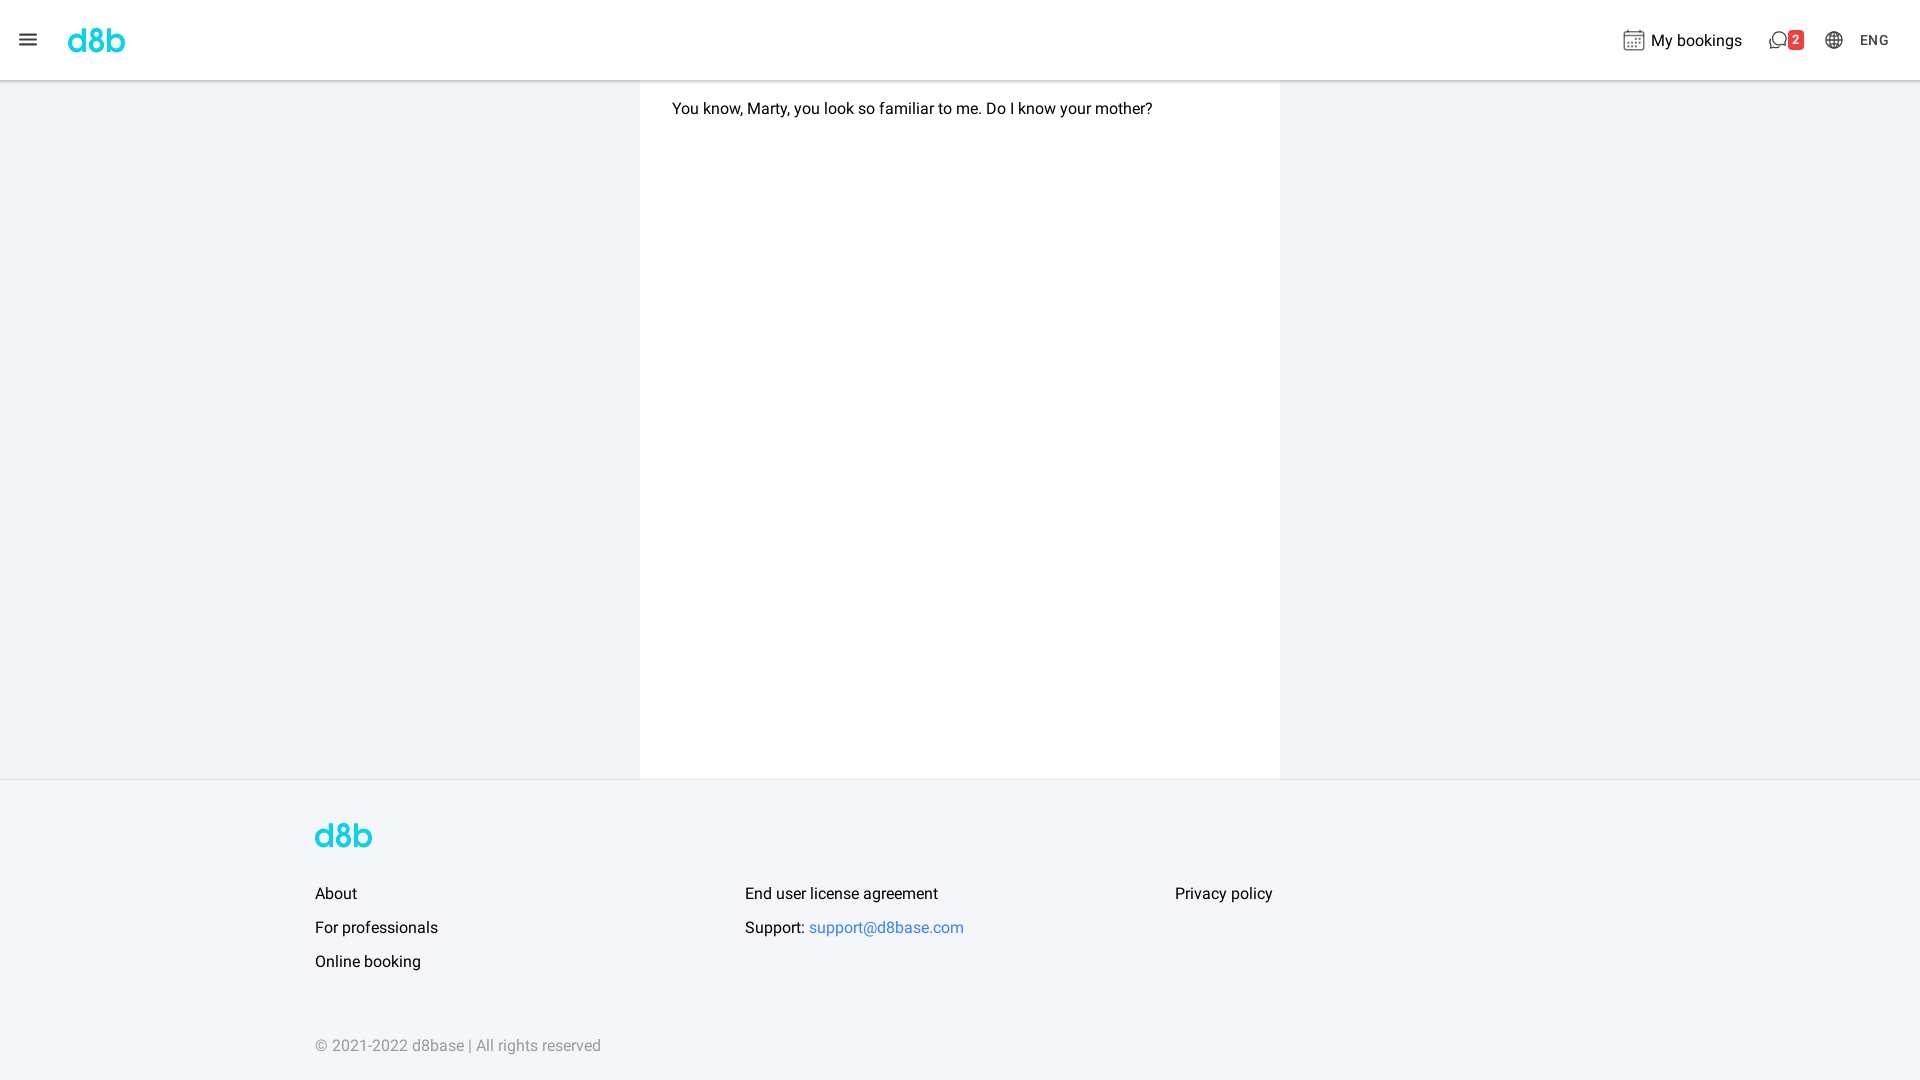 d8b
My bookings
2
ENG
You know, Marty, you look so familiar to me. Do I know your mother?
d8b
About
End user license agreement
Privacy policy
For professionals
Support: support@d8base.com
Online booking
© 2021-2022 d8base | All rights reserved